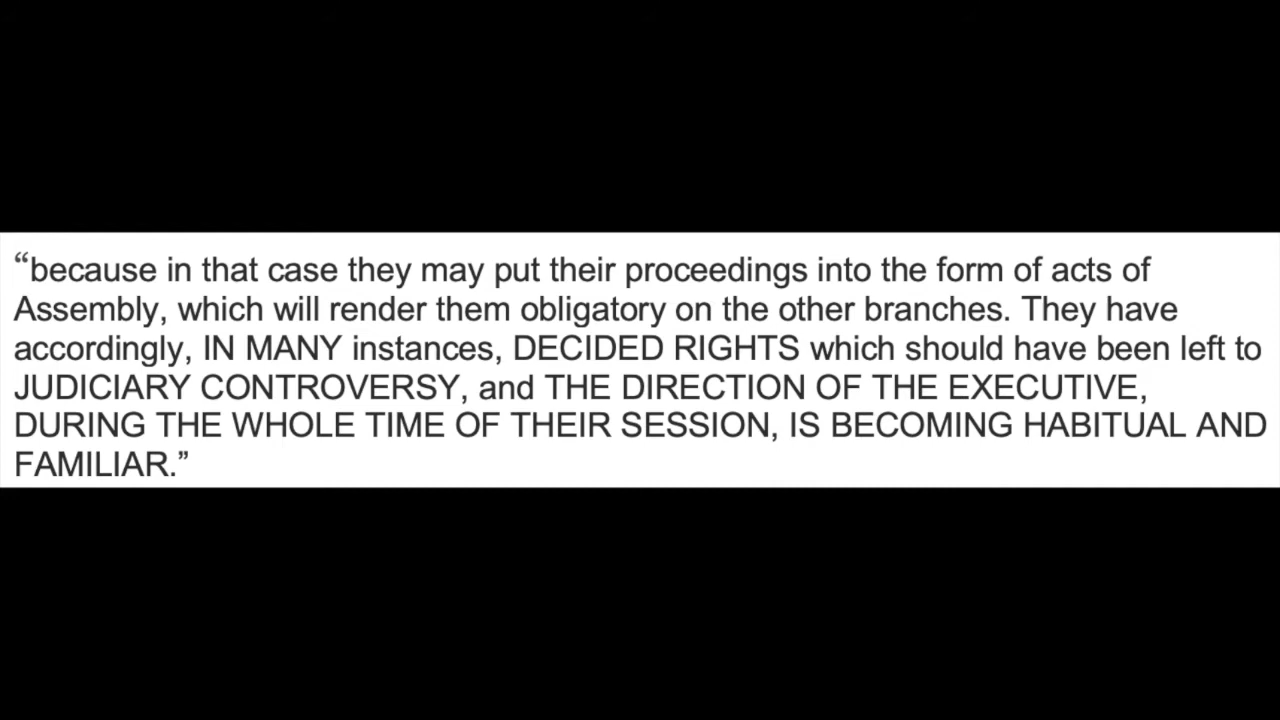 “because in that case they may put their proceedings into the form of acts of
Assembly, which will render them obligatory on the other branches. They have
accordingly, IN MANY instances, DECIDED RIGHTS which should have been left to
JUDICIARY CONTROVERSY, and THE DIRECTION OF THE EXECUTIVE,
DURING THE WHOLE TIME OF THEIR SESSION, IS BECOMING HABITUAL AND
FAMILIAR.”